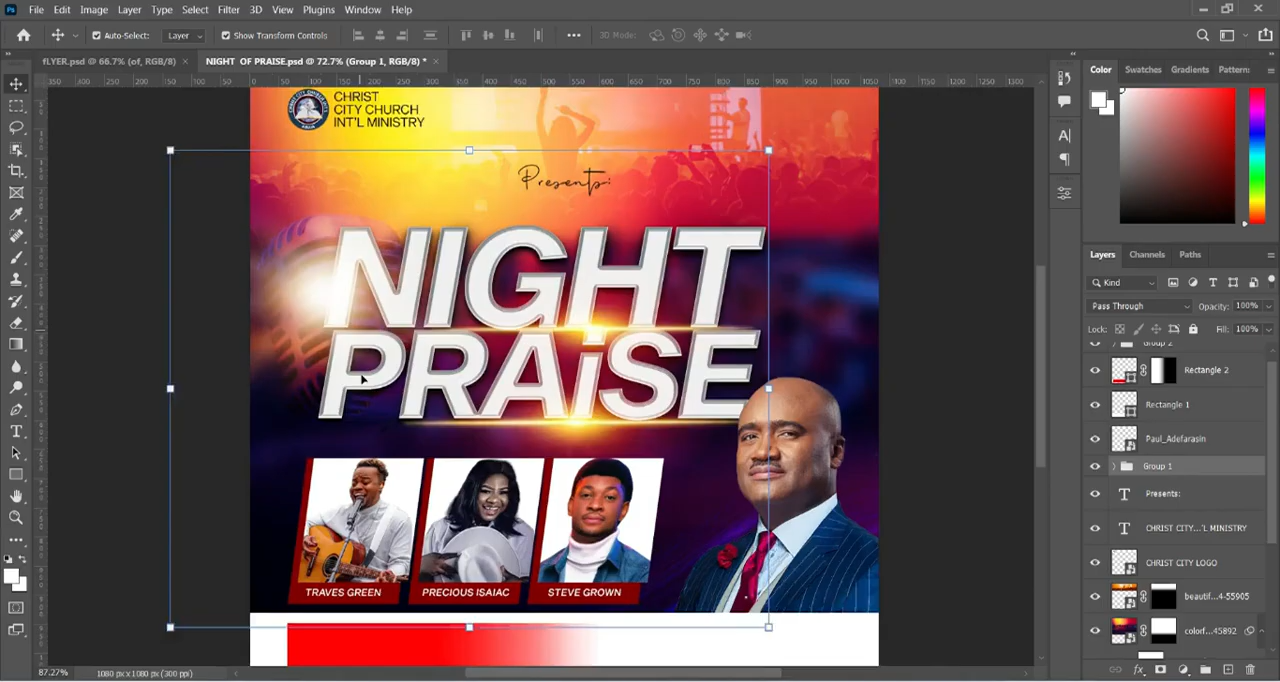 File Edit Image Layer Type Select Filter 3D View Plugins Window Help
Auto-Select: Layer Show Transform Controls 3D Mode:
fLYER.psd @ 66.7% (of, RGB/8) × NIGHT OF PRAISE.psd @ 72.7% (Group 1, RGB/8) * ×
Color Swatches Gradients Patterns
CHRIST
CITY CHURCH
INT'L MINISTRY
Presents:
NIGHT
PRAiSE
TRAVES GREEN PRECIOUS ISAIAC STEVE GROWN
Layers Channels Paths
Kind
Pass Through Opacity: 100%
Lock: Fill: 100%
Group 2
Rectangle 2
Rectangle 1
Paul_Adefarasin
Group 1
Presents:
CHRIST CITY...'L MINISTRY
CHRIST CITY LOGO
beautif...4-55905
colorf...45892
87.27% 1080 px x 1080 px (300 ppi)